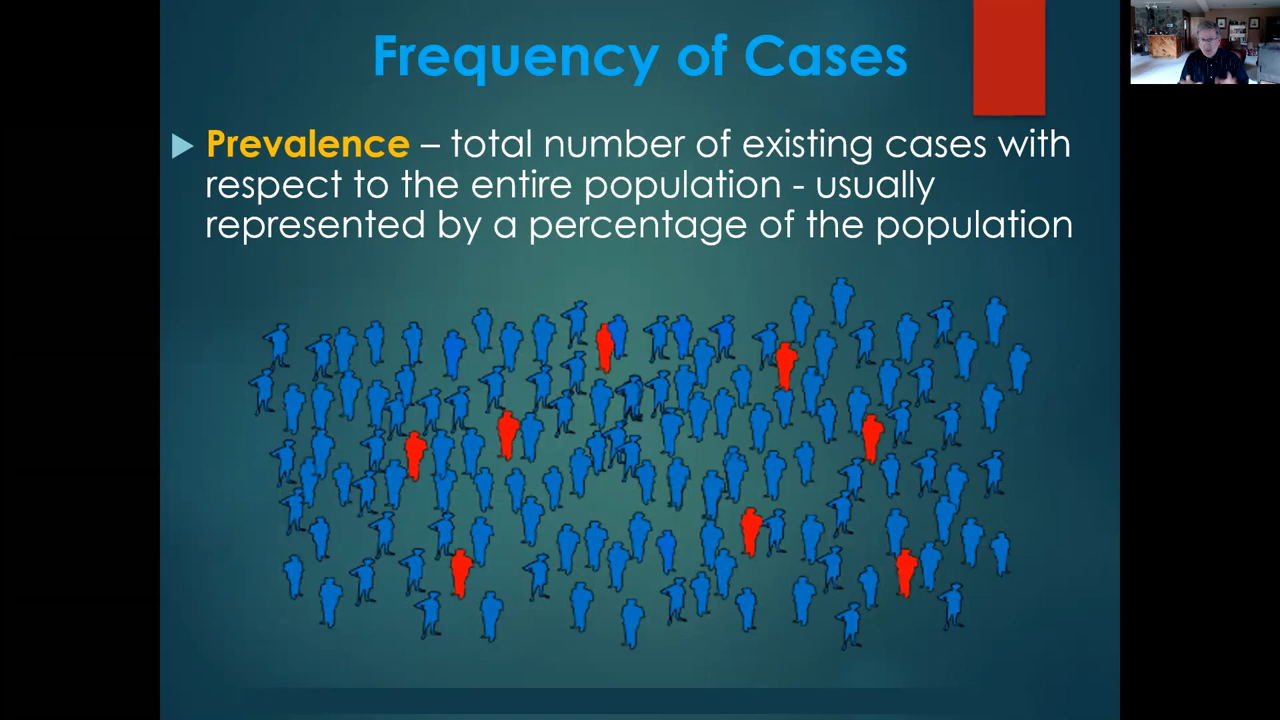 Frequency of Cases
Prevalence – total number of existing cases with
respect to the entire population - usually
represented by a percentage of the population